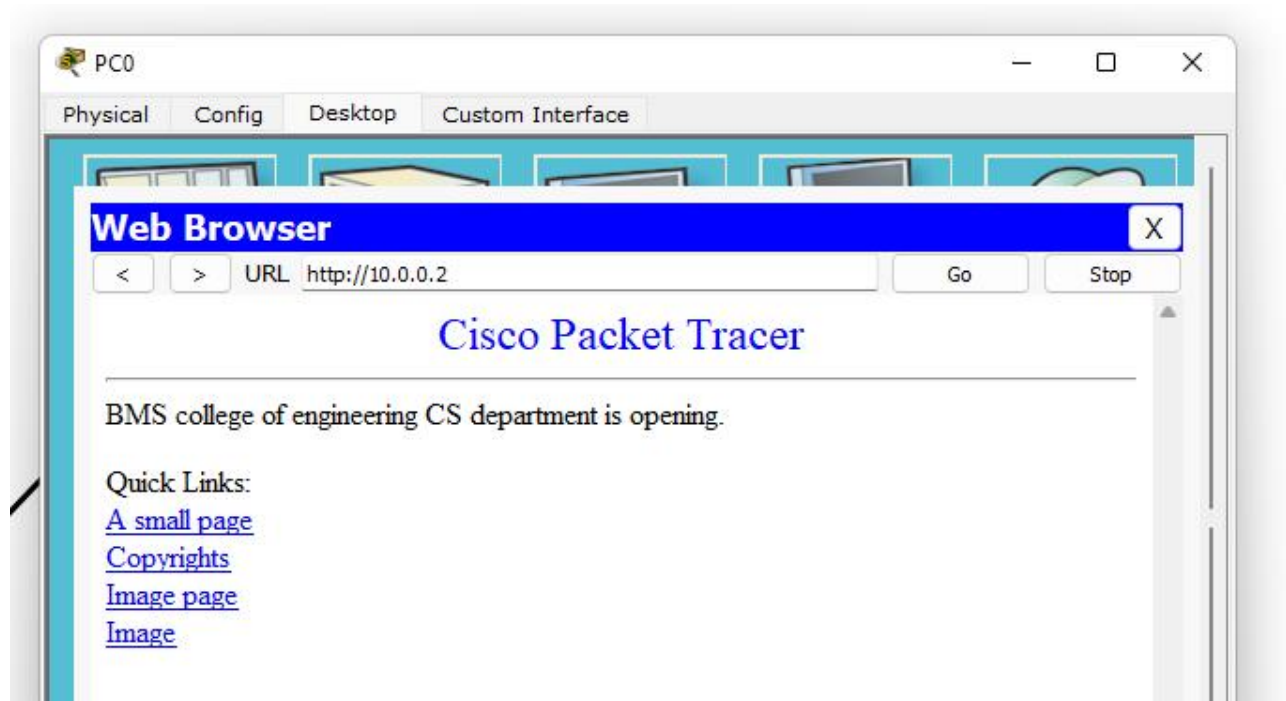 PC0
Physical Config Desktop Custom Interface
Web Browser X
< > URL http://10.0.0.2 Go Stop
Cisco Packet Tracer
BMS college of engineering CS department is opening.
Quick Links:
A small page
Copyrights
Image page
Image